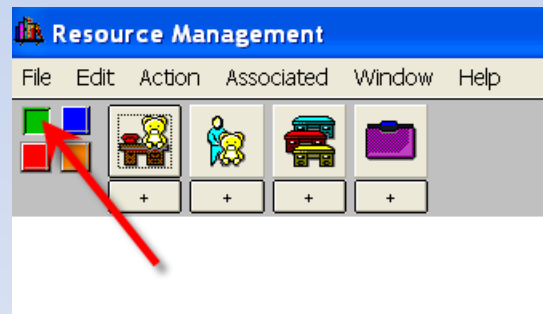 Resource Management
File Edit Action Associated Window Help
+ + + +